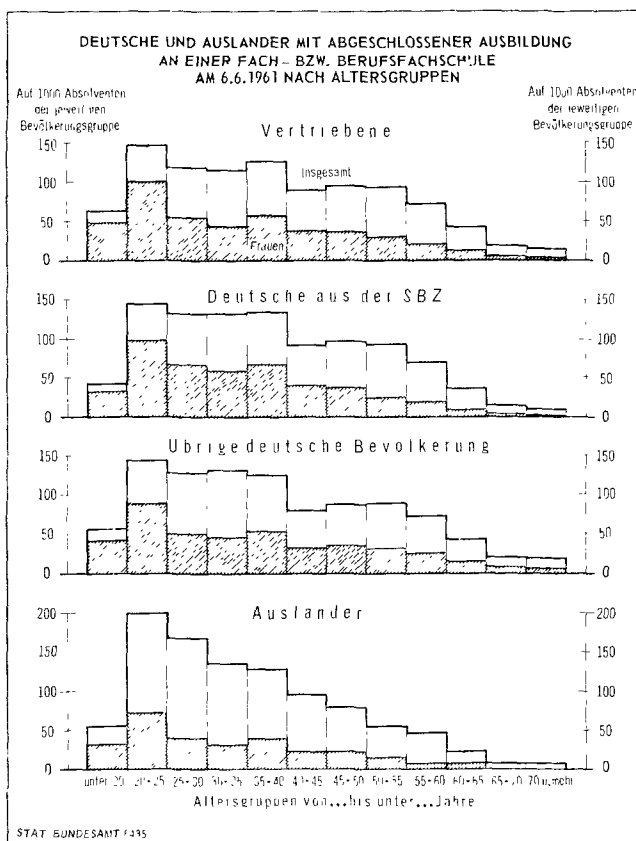 DEUTSCHE UND AUSLANDER MIT ABGESCHLOSSENER AUSBILDUNG
AN EINER FACH- BZW. BERUFSFACHSCHULE
AM 6.6.1961 NACH ALTERSGRUPPEN
Auf 1000 Absolventen
der jeweiligen
Bevölkerungsgruppe
Auf 1000 Absolventen
der jeweiligen
Bevölkerungsgruppe
Vertriebene
150
100
50
0
Insgesamt
Frauen
150
100
50
0
Deutsche aus der SBZ
150
100
50
0
150
100
50
0
Ubrige deutsche Bevolkerung
150
100
50
0
150
100
50
0
Auslander
200
150
100
50
0
200
150
100
50
0
unter 20 20-25 25-30 30-35 35-40 40-45 45-50 50-55 55-60 60-65 65-70 70 u. mehr
Altersgruppen von...bis unter...Jahre
STAT BUNDESAMT